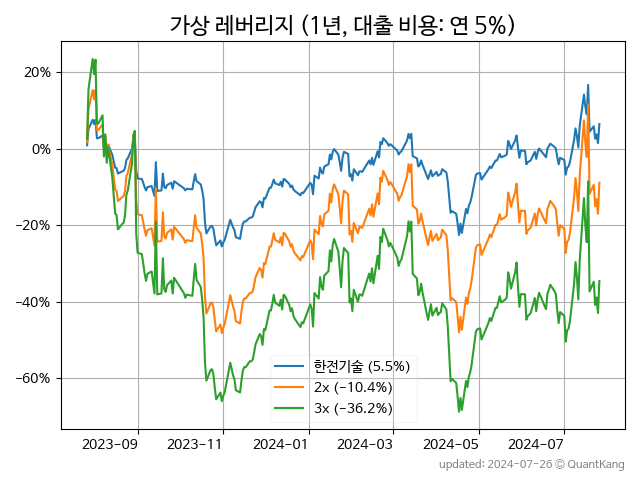 가상 레버리지 (1년, 대출 비용: 연 5%)
20%
0%
−20%
−40%
−60%
한전기술 (5.5%)
2x (−10.4%)
3x (−36.2%)
2023−09 2023−11 2024−01 2024−03 2024−05 2024−07
updated: 2024-07-26 © QuantKang